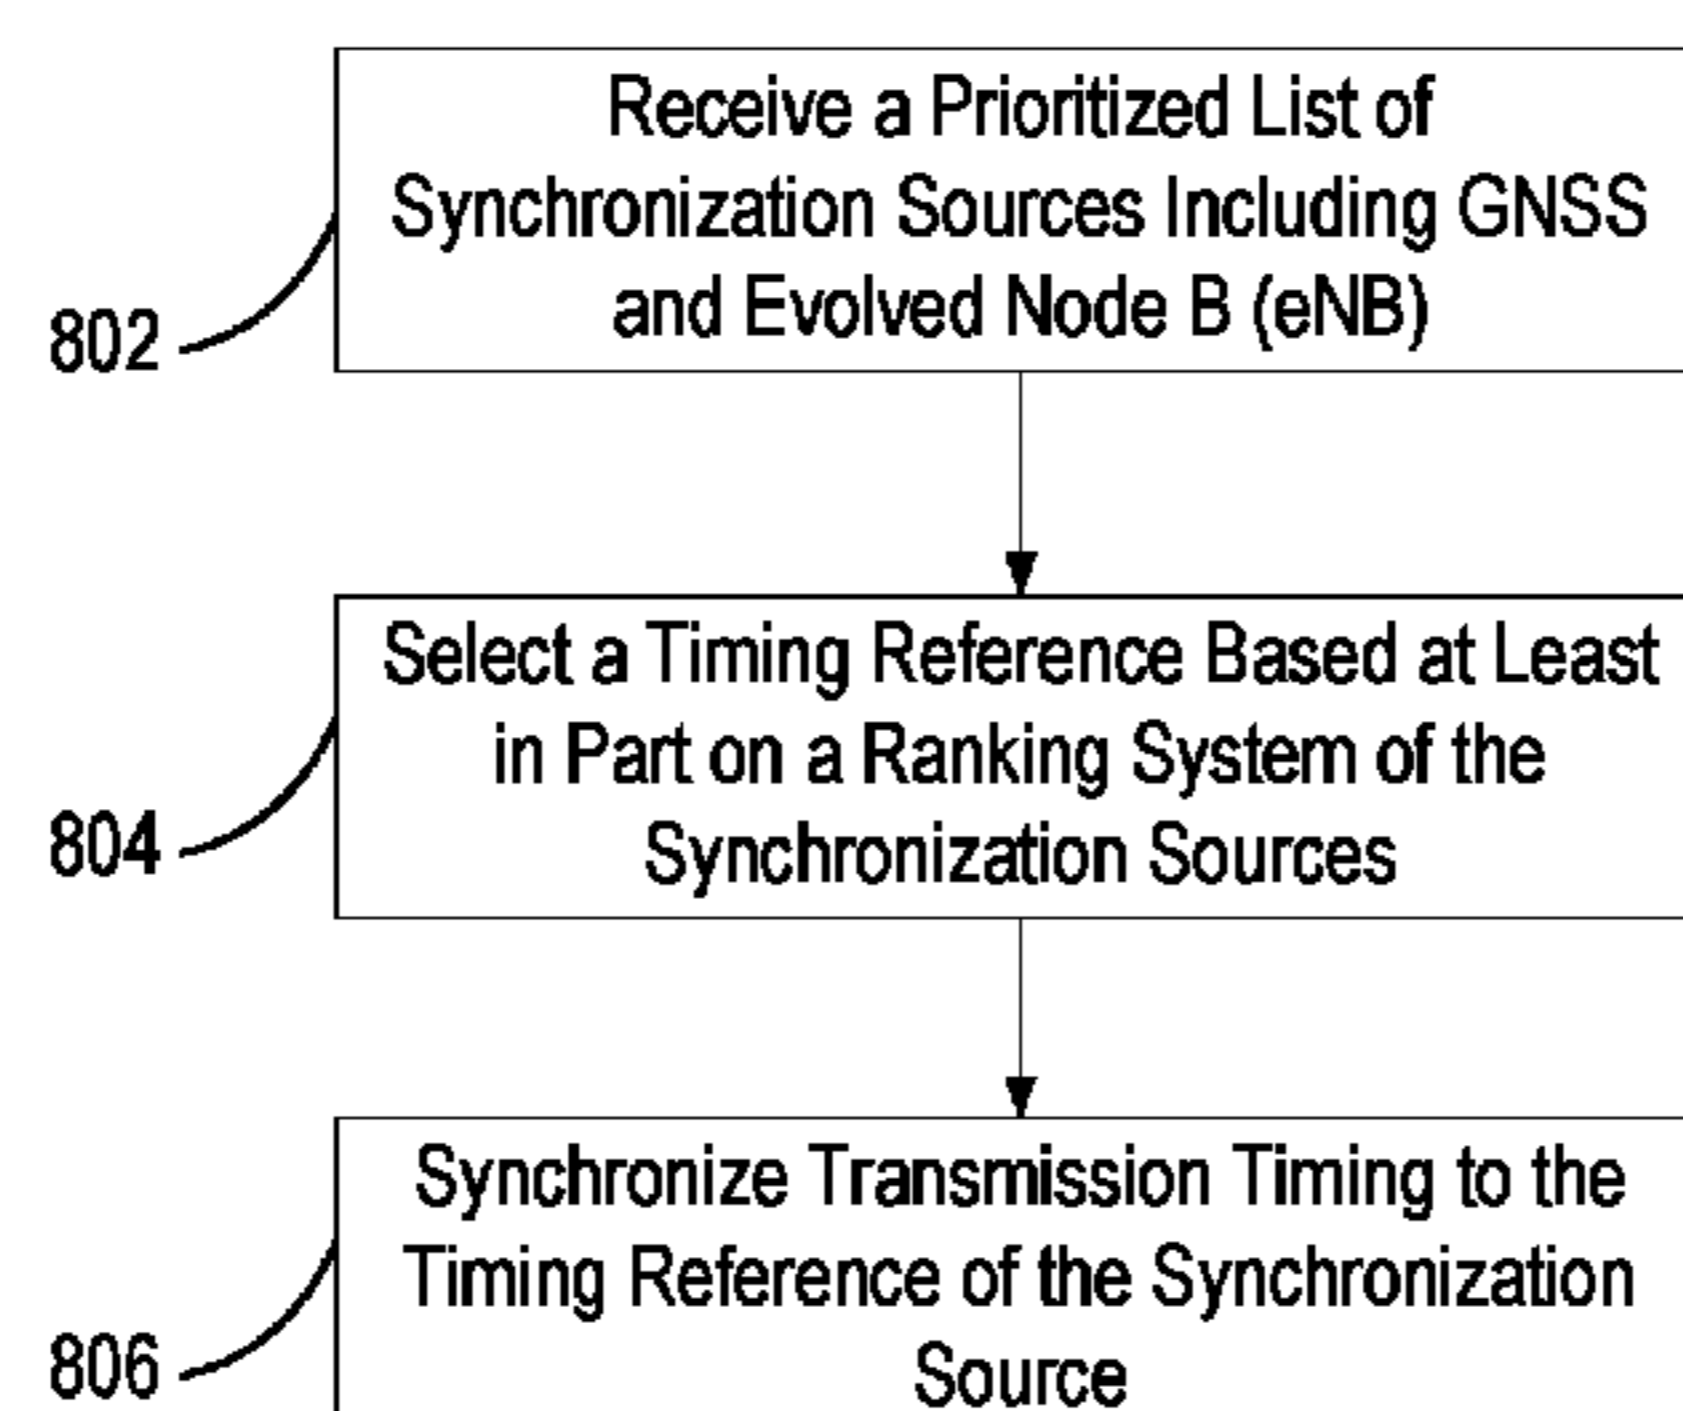 Receive a Prioritized List of
Synchronization Sources Including GNSS
and Evolved Node B (eNB)
802
Select a Timing Reference Based at Least
in Part on a Ranking System of the
Synchronization Sources
804
Synchronize Transmission Timing to the
Timing Reference of the Synchronization
Source
806